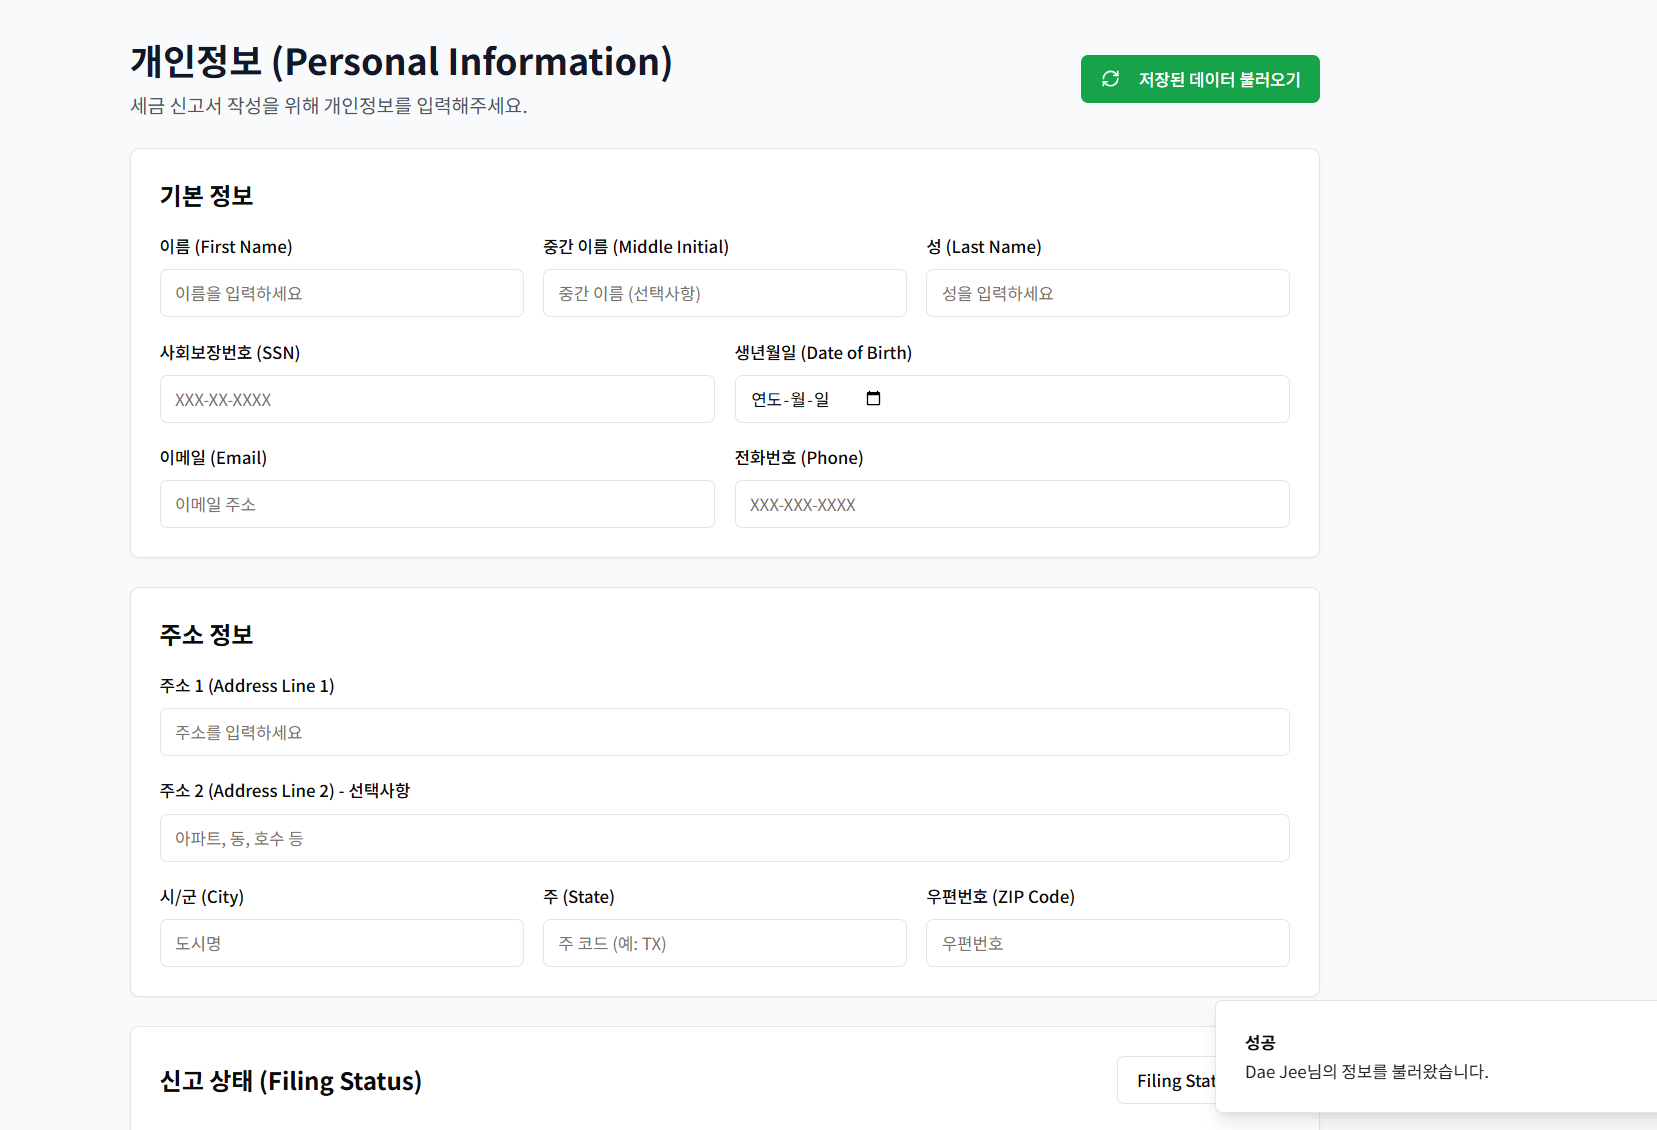 개인정보 (Personal Information)
세금 신고서 작성을 위해 개인정보를 입력해주세요.
저장된 데이터 불러오기
기본 정보
이름 (First Name)
중간 이름 (Middle Initial)
성 (Last Name)
이름을 입력하세요
중간 이름 (선택사항)
성을 입력하세요
사회보장번호 (SSN)
생년월일 (Date of Birth)
XXX-XX-XXXX
연도-월-일
이메일 (Email)
전화번호 (Phone)
이메일 주소
XXX-XXX-XXXX
주소 정보
주소 1 (Address Line 1)
주소를 입력하세요
주소 2 (Address Line 2) - 선택사항
아파트, 동, 호수 등
시/군 (City)
주 (State)
우편번호 (ZIP Code)
도시명
주 코드 (예: TX)
우편번호
신고 상태 (Filing Status)
Filing Stat
성공
Dae Jee님의 정보를 불러왔습니다.